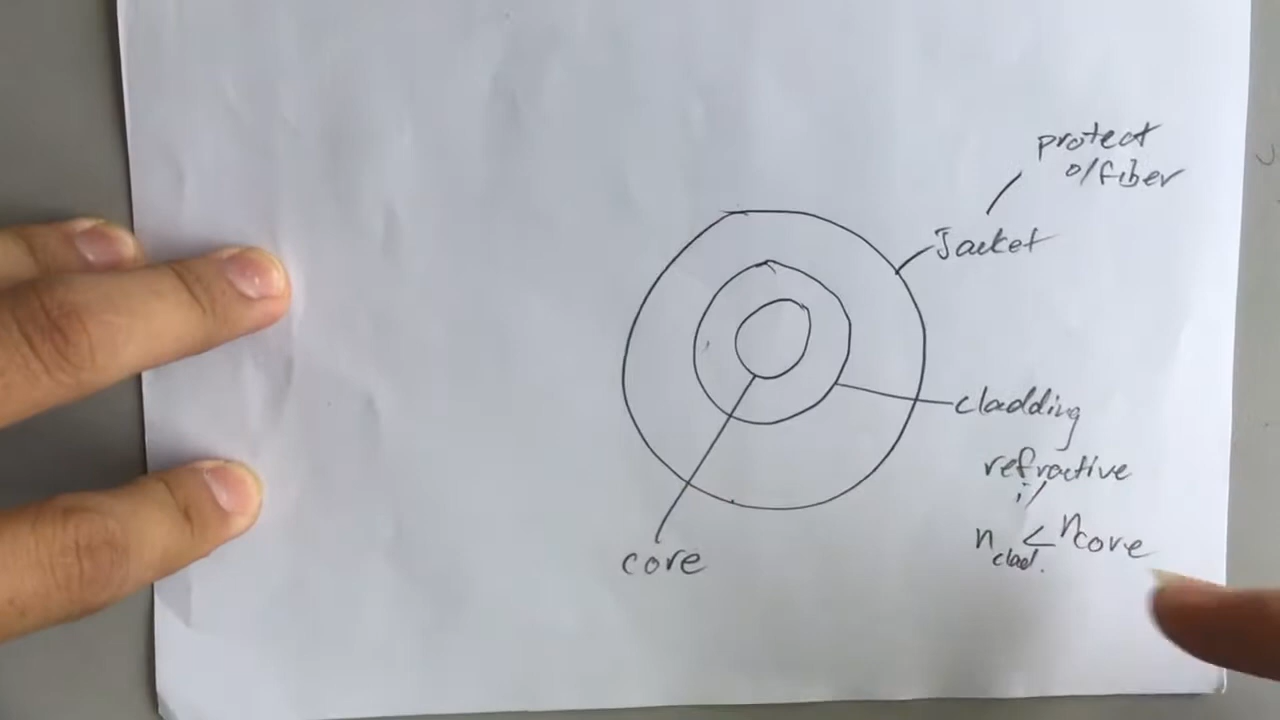 protect
o/fiber
Jacket
cladding
refractive
i/
n clad. < n core
core